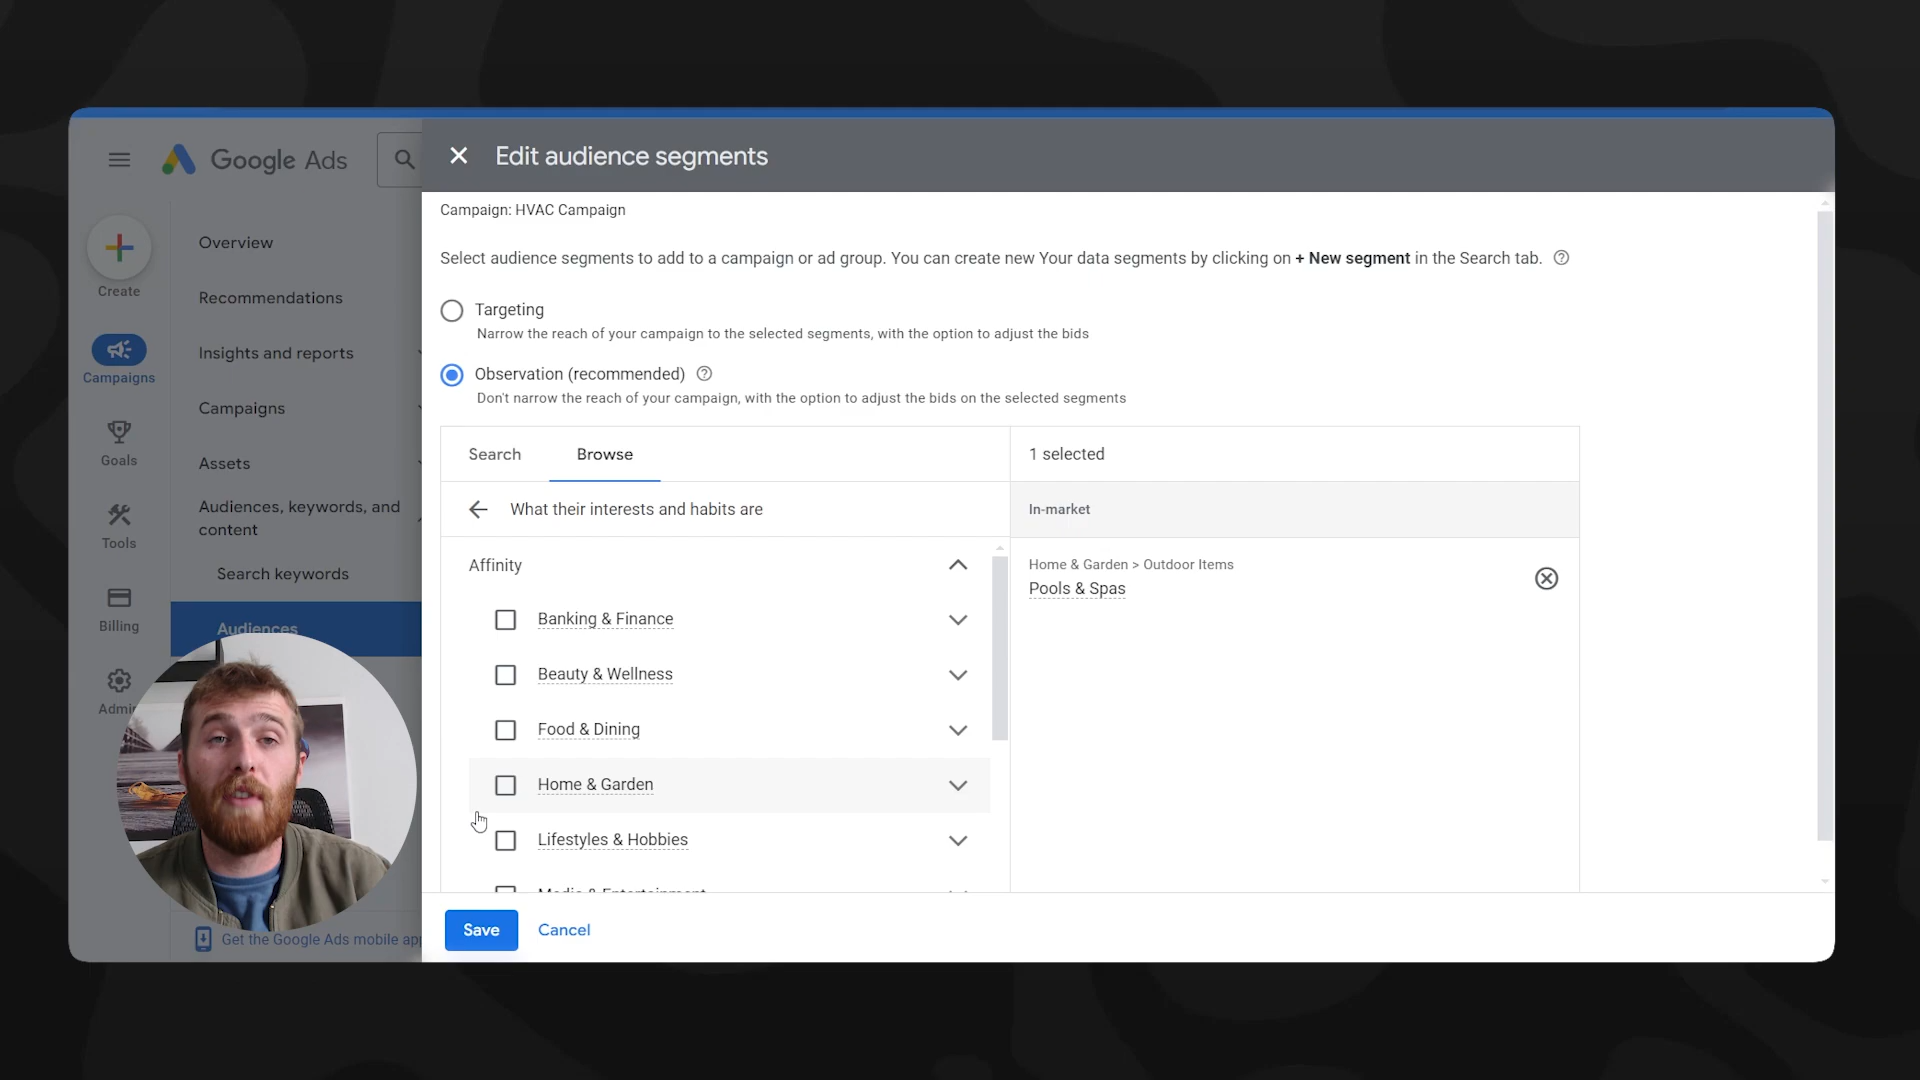 Google Ads
Edit audience segments
Create
Campaigns
Goals
Tools
Billing
Admin
Overview
Recommendations
Insights and reports
Campaigns
Assets
Audiences, keywords, and
content
Search keywords
Audiences
Get the Google Ads mobile app
Campaign: HVAC Campaign
Select audience segments to add to a campaign or ad group. You can create new Your data segments by clicking on + New segment in the Search tab.
Targeting
Narrow the reach of your campaign to the selected segments, with the option to adjust the bids
Observation (recommended)
Don't narrow the reach of your campaign, with the option to adjust the bids on the selected segments
Search
Browse
What their interests and habits are
Affinity
Banking & Finance
Beauty & Wellness
Food & Dining
Home & Garden
Lifestyles & Hobbies
Media & Entertainment
1 selected
In-market
Home & Garden > Outdoor Items
Pools & Spas
Save
Cancel